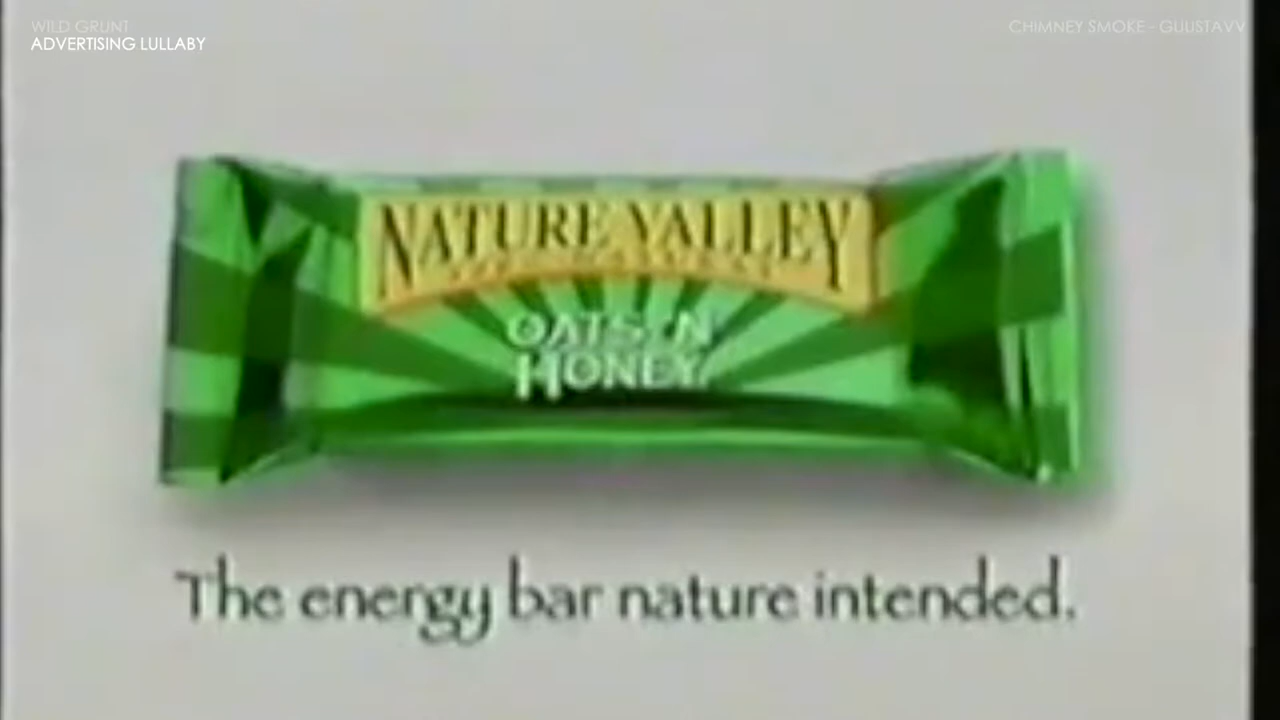 WILD GRUNT
ADVERTISING LULLABY
CHIMNEY SMOKE - GUUSTAVV
NATURE VALLEY
OATS 'N
HONEY
The energy bar nature intended.